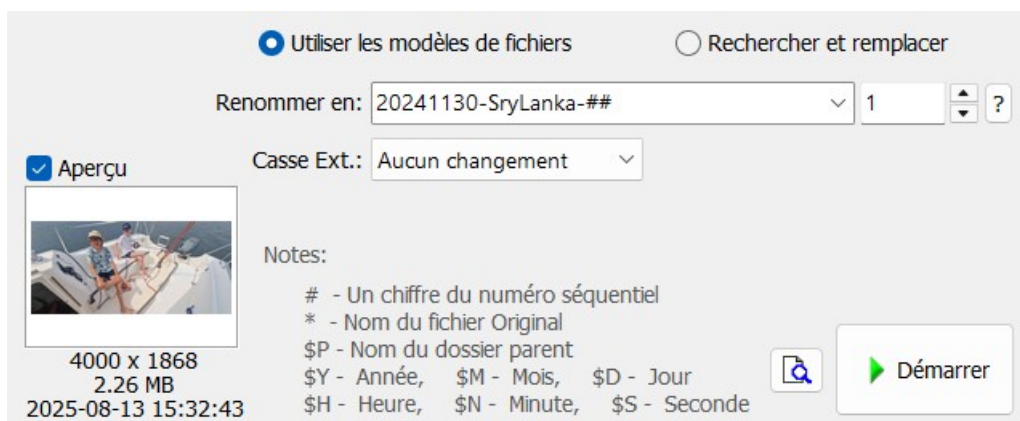 Utiliser les modèles de fichiers Rechercher et remplacer
Renommer en: 20241130-SryLanka-## 1 ?
Aperçu Casse Ext.: Aucun changement
Notes:
# - Un chiffre du numéro séquentiel
* - Nom du fichier Original
$P - Nom du dossier parent
$Y - Année, $M - Mois, $D - Jour
$H - Heure, $N - Minute, $S - Seconde
4000 x 1868
2.26 MB
2025-08-13 15:32:43
Démarrer